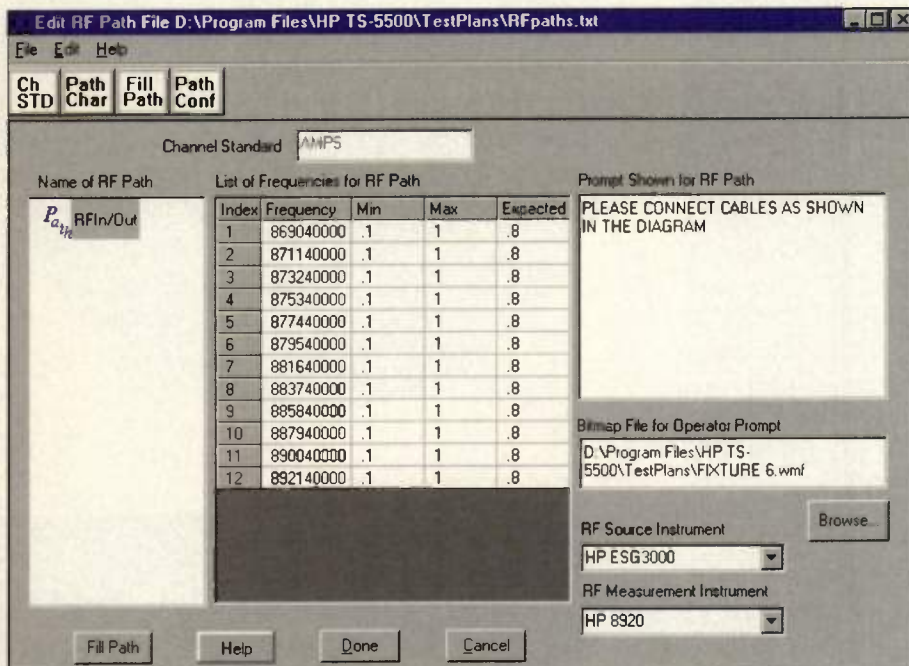 Edit RF Path File D:\Program Files\HP TS-5500\TestPlans\RFpaths.txt
File Edit Help
Ch STD Path Char Fill Path Path Conf
Channel Standard AMPS
Name of RF Path
Path RFIn/Out
List of Frequencies for RF Path
Index Frequency Min Max Expected
1 869040000 .1 1 .8
2 871140000 .1 1 .8
3 873240000 .1 1 .8
4 875340000 .1 1 .8
5 877440000 .1 1 .8
6 879540000 .1 1 .8
7 881640000 .1 1 .8
8 883740000 .1 1 .8
9 885840000 .1 1 .8
10 887940000 .1 1 .8
11 890040000 .1 1 .8
12 892140000 .1 1 .8
Prompt Shown for RF Path
PLEASE CONNECT CABLES AS SHOWN
IN THE DIAGRAM
Bitmap File for Operator Prompt
D:\Program Files\HP TS-
5500\TestPlans\FIXTURE 6.wmf
Browse...
RF Source Instrument
HP ESG3000
RF Measurement Instrument
HP 8920
Fill Path Help Done Cancel